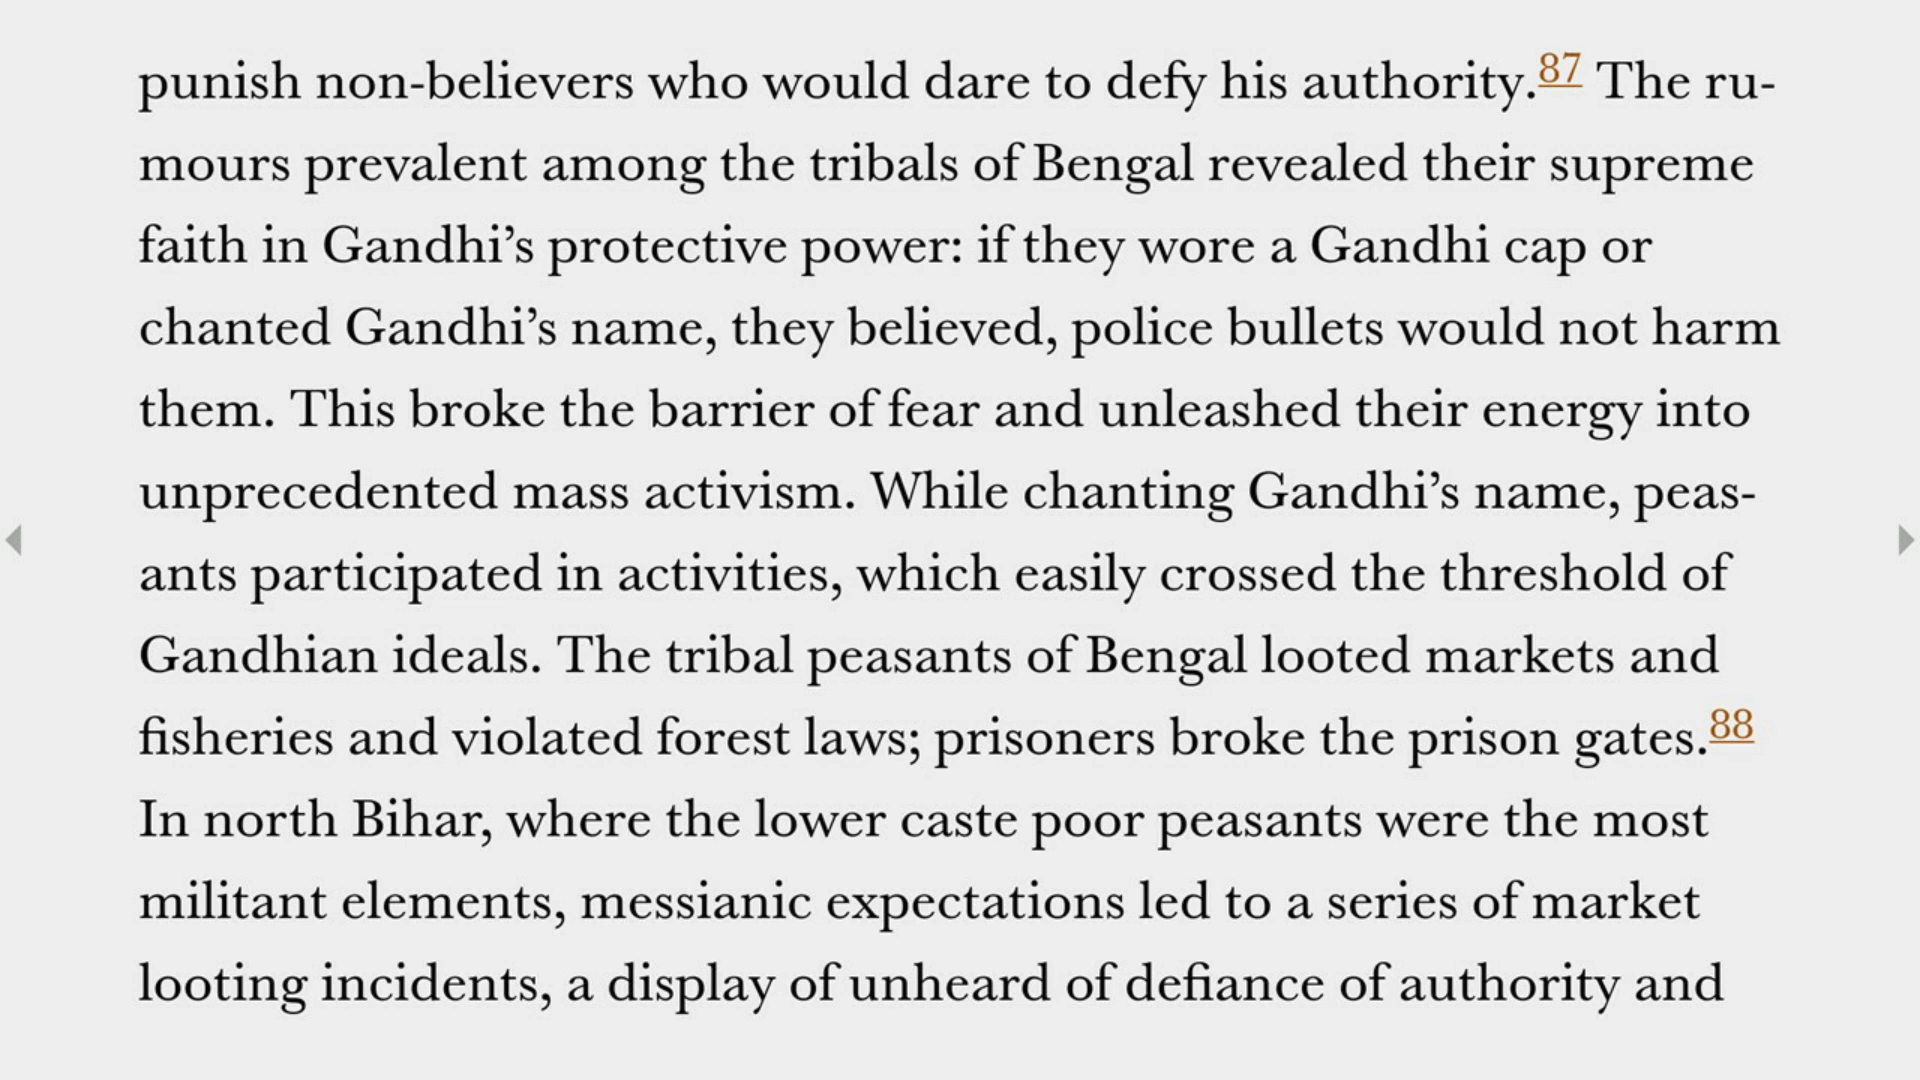 punish non-believers who would dare to defy his authority.87 The ru-
mours prevalent among the tribals of Bengal revealed their supreme
faith in Gandhi’s protective power: if they wore a Gandhi cap or
chanted Gandhi’s name, they believed, police bullets would not harm
them. This broke the barrier of fear and unleashed their energy into
unprecedented mass activism. While chanting Gandhi’s name, peas-
ants participated in activities, which easily crossed the threshold of
Gandhian ideals. The tribal peasants of Bengal looted markets and
fisheries and violated forest laws; prisoners broke the prison gates.88
In north Bihar, where the lower caste poor peasants were the most
militant elements, messianic expectations led to a series of market
looting incidents, a display of unheard of defiance of authority and